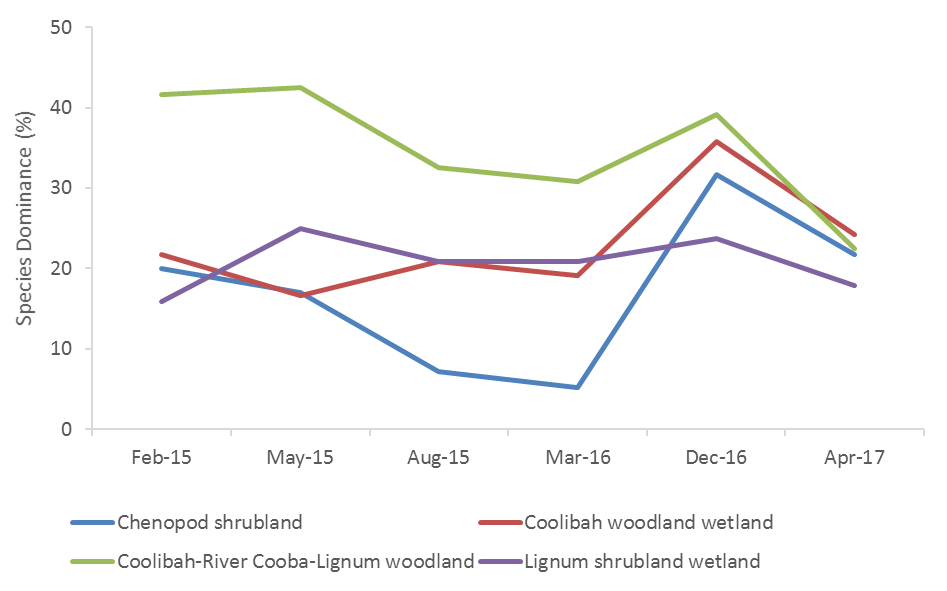 50
40
30
20
10
0
Species Dominance (%)
Feb-15 May-15 Aug-15 Mar-16 Dec-16 Apr-17
Chenopod shrubland Coolibah woodland wetland
Coolibah-River Cooba-Lignum woodland Lignum shrubland wetland